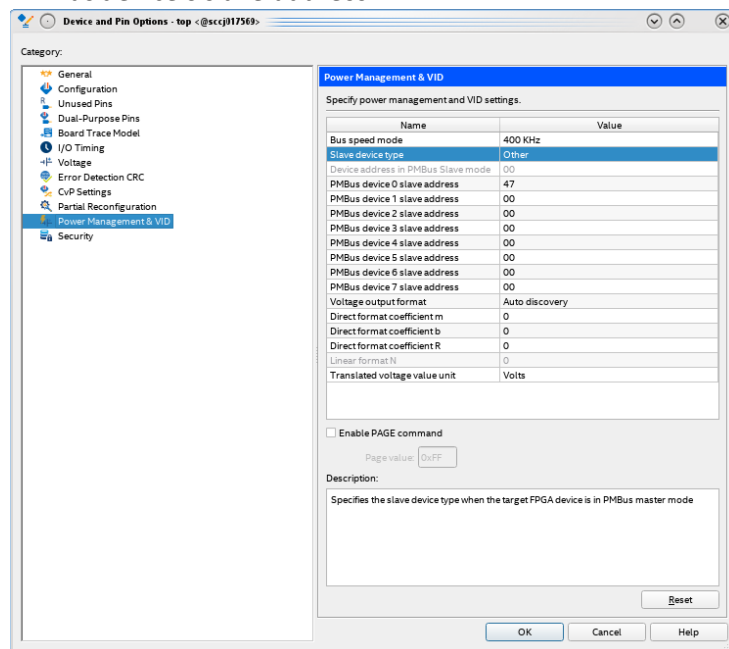 Device and Pin Options - top <@sccj017569>
Category:
General
Configuration
Unused Pins
Dual-Purpose Pins
Board Trace Model
I/O Timing
Voltage
Error Detection CRC
CvP Settings
Partial Reconfiguration
Power Management & VID
Security
Power Management & VID
Specify power management and VID settings.
Name Value
Bus speed mode 400 KHz
Slave device type Other
Device address in PMBus Slave mode 00
PMBus device 0 slave address 47
PMBus device 1 slave address 00
PMBus device 2 slave address 00
PMBus device 3 slave address 00
PMBus device 4 slave address 00
PMBus device 5 slave address 00
PMBus device 6 slave address 00
PMBus device 7 slave address 00
Voltage output format Auto discovery
Direct format coefficient m 0
Direct format coefficient b 0
Direct format coefficient R 0
Linear format N 0
Translated voltage value unit Volts
Enable PAGE command
Page value: 0xFF
Description:
Specifies the slave device type when the target FPGA device is in PMBus master mode
Reset
OK Cancel Help